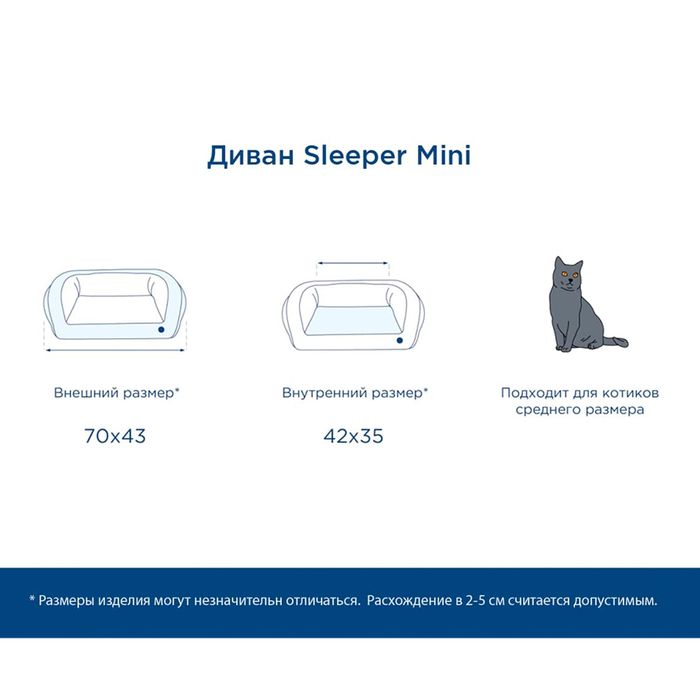 Диван Sleeper Mini
Внешний размер*
70x43
Внутренний размер*
42x35
Подходит для котиков
среднего размера
* Размеры изделия могут незначительн отличаться. Расхождение в 2-5 см считается допустимым.